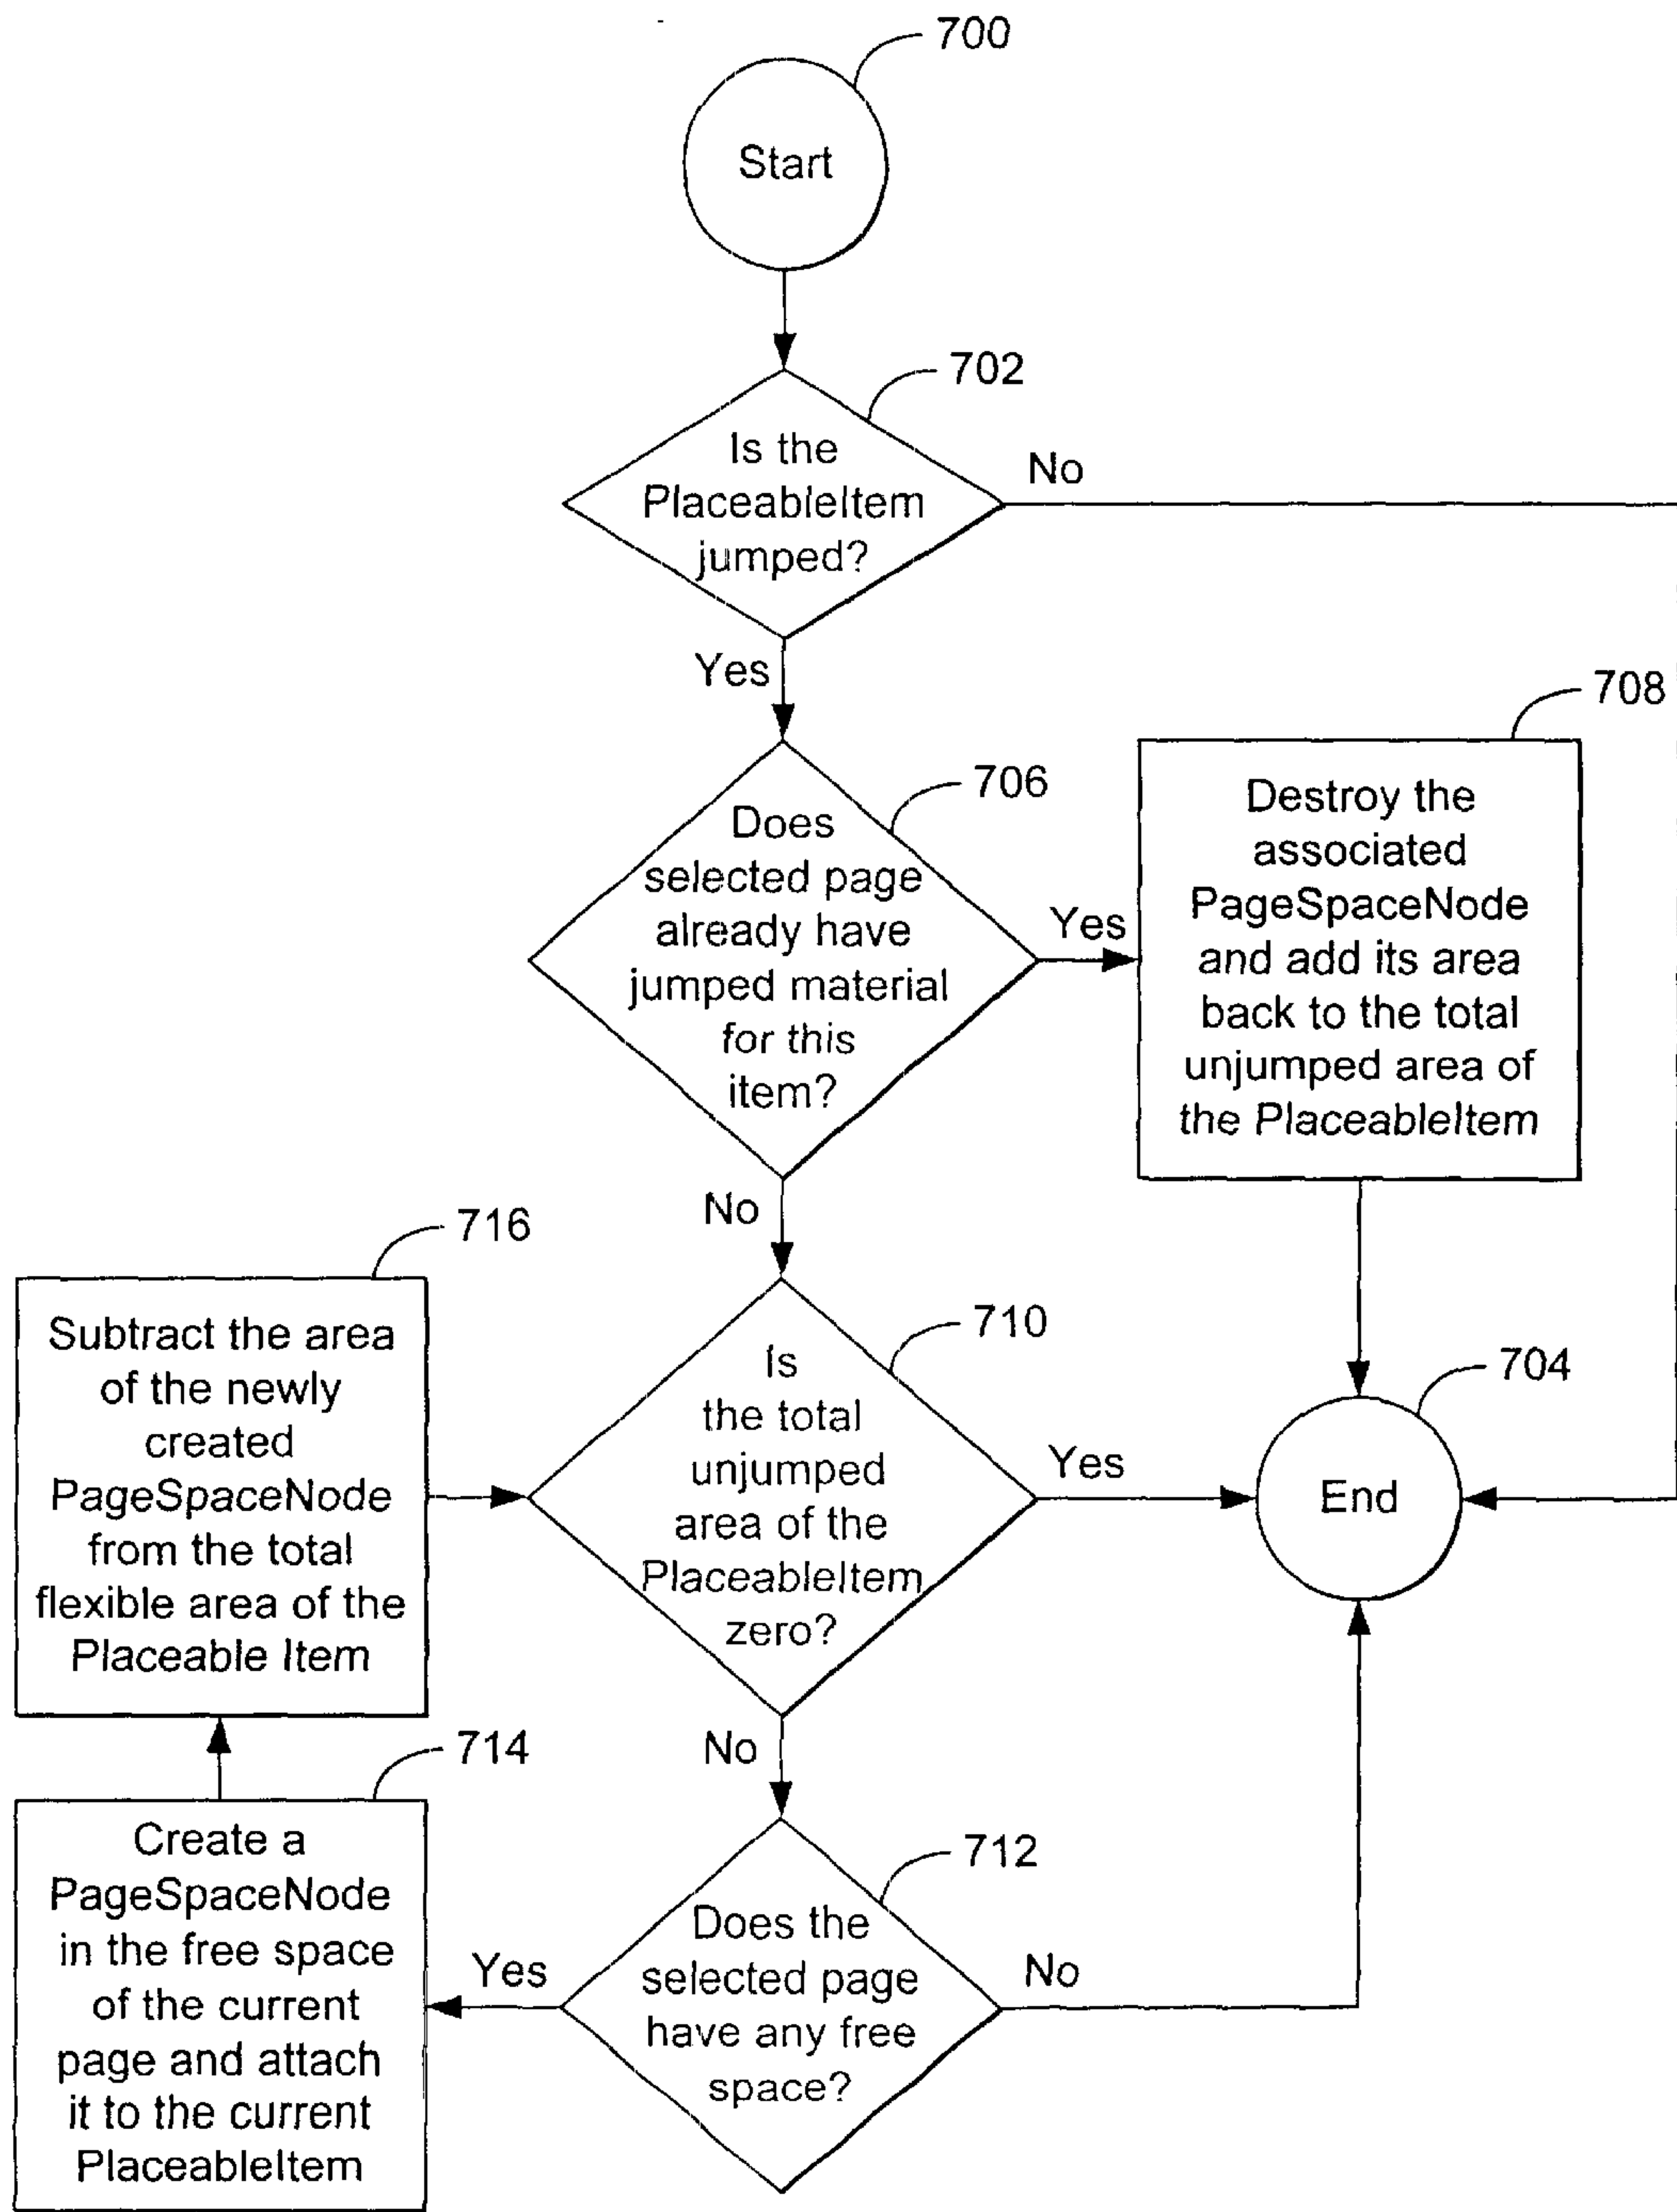 700
Start
702
Is the
PlaceableItem
jumped?
No
Yes
706
Does
selected page
already have
jumped material
for this
item?
Yes
708
Destroy the
associated
PageSpaceNode
and add its area
back to the total
unjumped area of
the PlaceableItem
No
716
Subtract the area
of the newly
created
PageSpaceNode
from the total
flexible area of the
Placeable Item
710
Is
the total
unjumped
area of the
PlaceableItem
zero?
Yes
704
End
No
714
Create a
PageSpaceNode
in the free space
of the current
page and attach
it to the current
PlaceableItem
712
Does the
selected page
have any free
space?
Yes
No